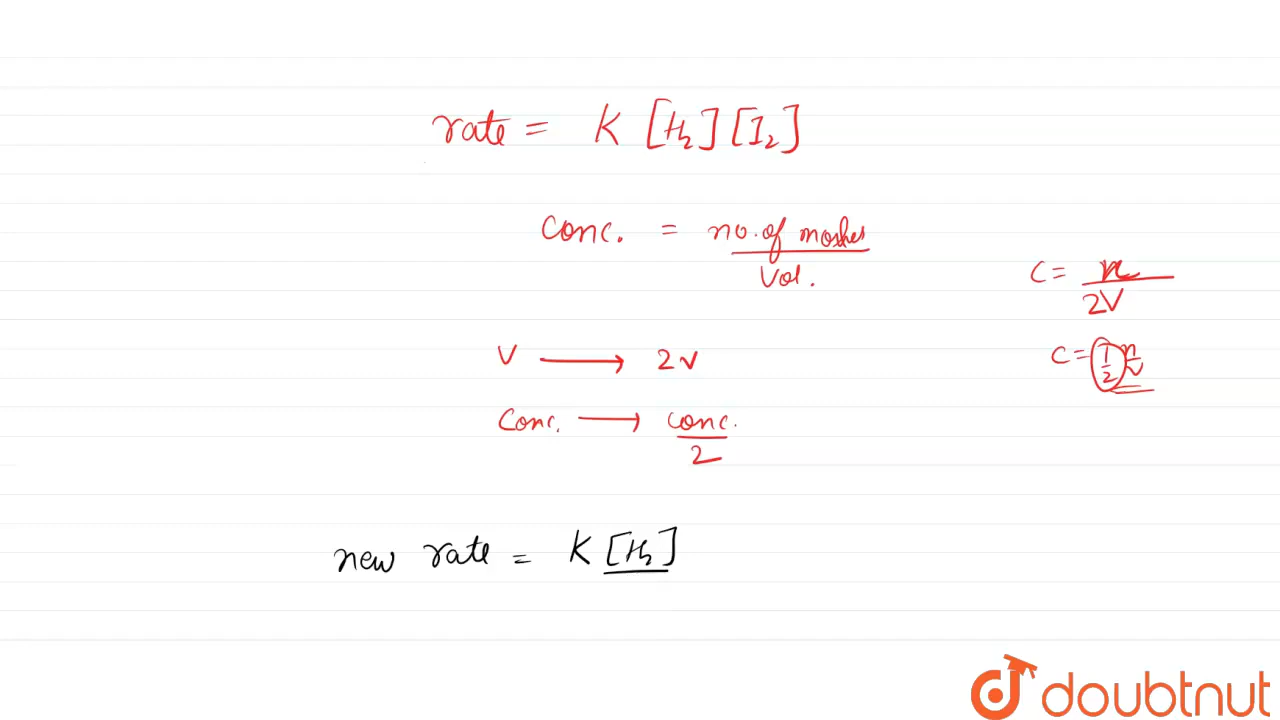 rate = K [H₂] [I₂]
Conc. = no. of moles / Vol.
C = n / 2V
V → 2V
C = 1/2 n/V
Conc. → Conc. / 2
new rate = K [H₂]
doubtnut